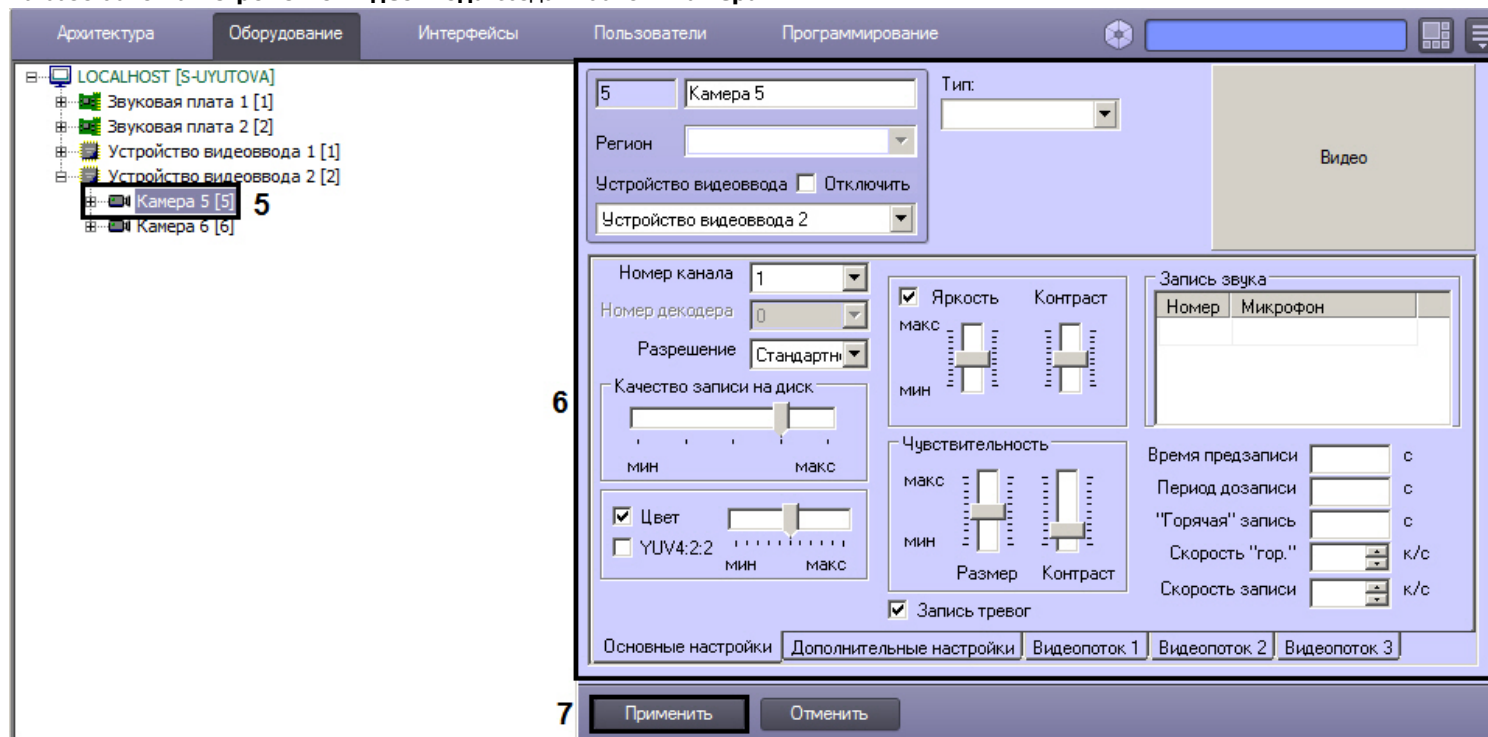 Архитектура
Оборудование
Интерфейсы
Пользователи
Программирование
LOCALHOST [S-UYUTOVA]
Звуковая плата 1 [1]
Звуковая плата 2 [2]
Устройство видеоввода 1 [1]
Устройство видеоввода 2 [2]
Камера 5 [5]
5
Камера 6 [6]
5
Камера 5
Тип:
Регион
Устройство видеоввода
Отключить
Устройство видеоввода 2
Видео
6
Номер канала
1
Номер декодера
0
Разрешение
Стандартн
Качество записи на диск
мин
макс
Цвет
YUV4:2:2
мин
макс
Яркость
Контраст
макс
мин
Чувствительность
макс
мин
Размер
Контраст
Запись тревог
Запись звука
Номер
Микрофон
Время предзаписи
с
Период дозаписи
с
"Горячая" запись
с
Скорость "гор."
к/с
Скорость записи
к/с
Основные настройки
Дополнительные настройки
Видеопоток 1
Видеопоток 2
Видеопоток 3
7
Применить
Отменить